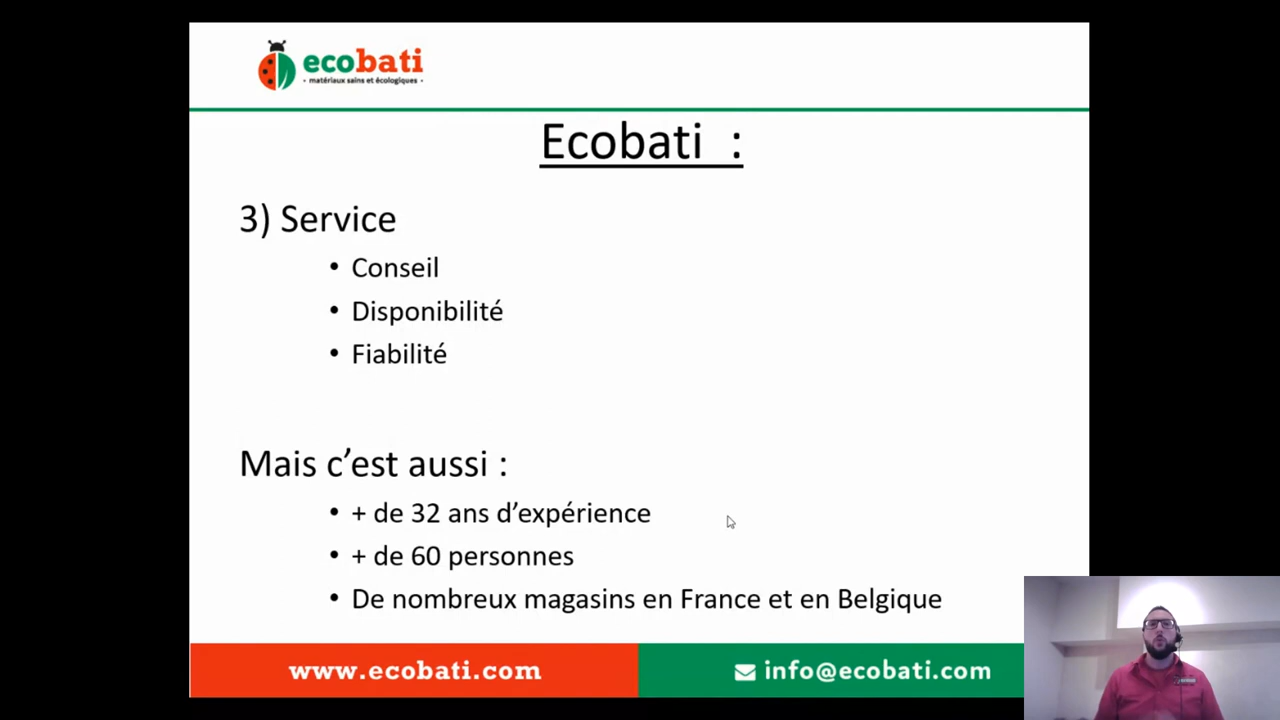 ecobati
• matériaux sains et écologiques •
Ecobati :
3) Service
• Conseil
• Disponibilité
• Fiabilité
Mais c’est aussi :
• + de 32 ans d’expérience
• + de 60 personnes
• De nombreux magasins en France et en Belgique
www.ecobati.com
info@ecobati.com